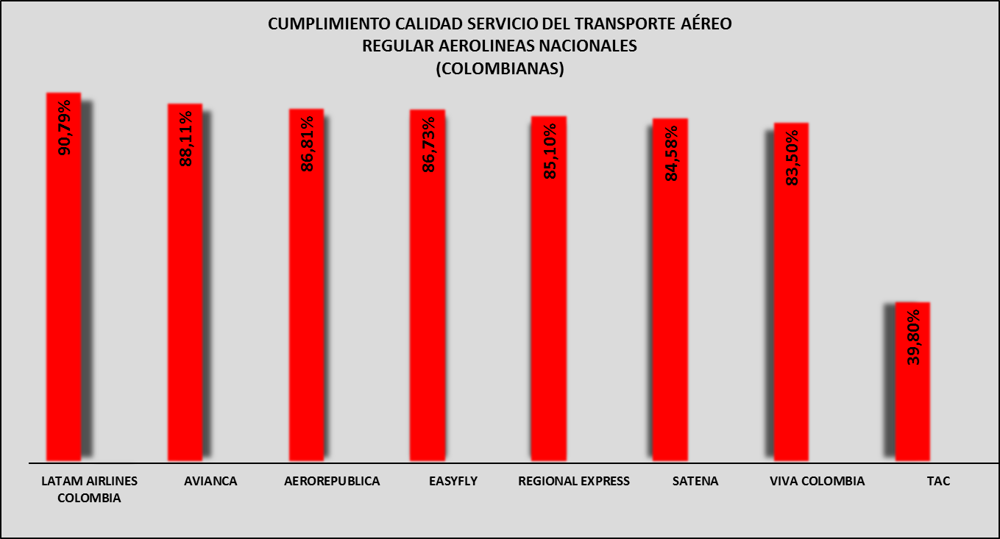 CUMPLIMIENTO CALIDAD SERVICIO DEL TRANSPORTE AÉREO
REGULAR AEROLINEAS NACIONALES
(COLOMBIANAS)
90,79%
88,11%
86,81%
86,73%
85,10%
84,58%
83,50%
39,80%
LATAM AIRLINES
COLOMBIA
AVIANCA
AEROREPUBLICA
EASYFLY
REGIONAL EXPRESS
SATENA
VIVA COLOMBIA
TAC